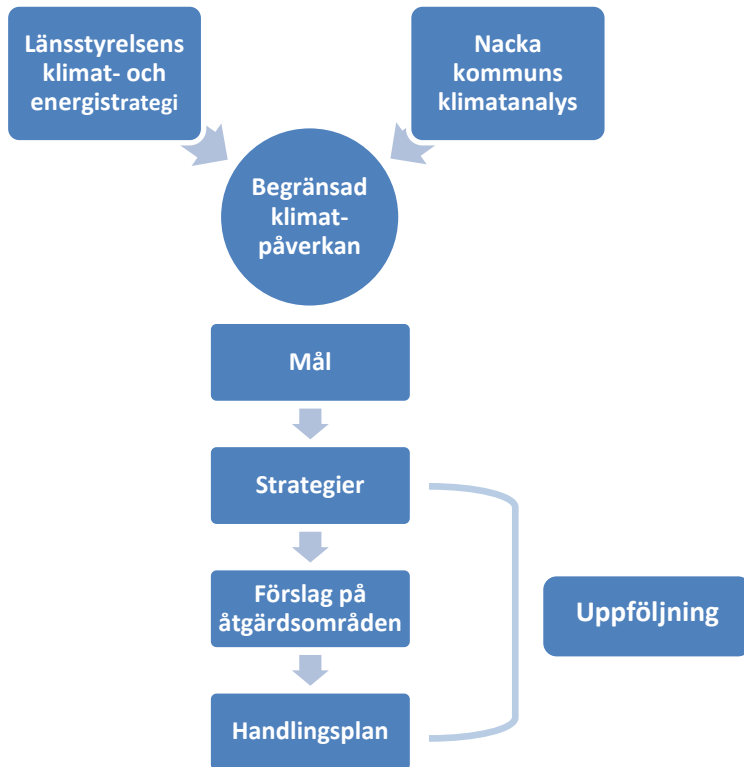 Länsstyrelsens
klimat- och
energistrategi
Nacka
kommuns
klimatanalys
Begränsad
klimat-
påverkan
Mål
Strategier
Förslag på
åtgärdsområden
Uppföljning
Handlingsplan